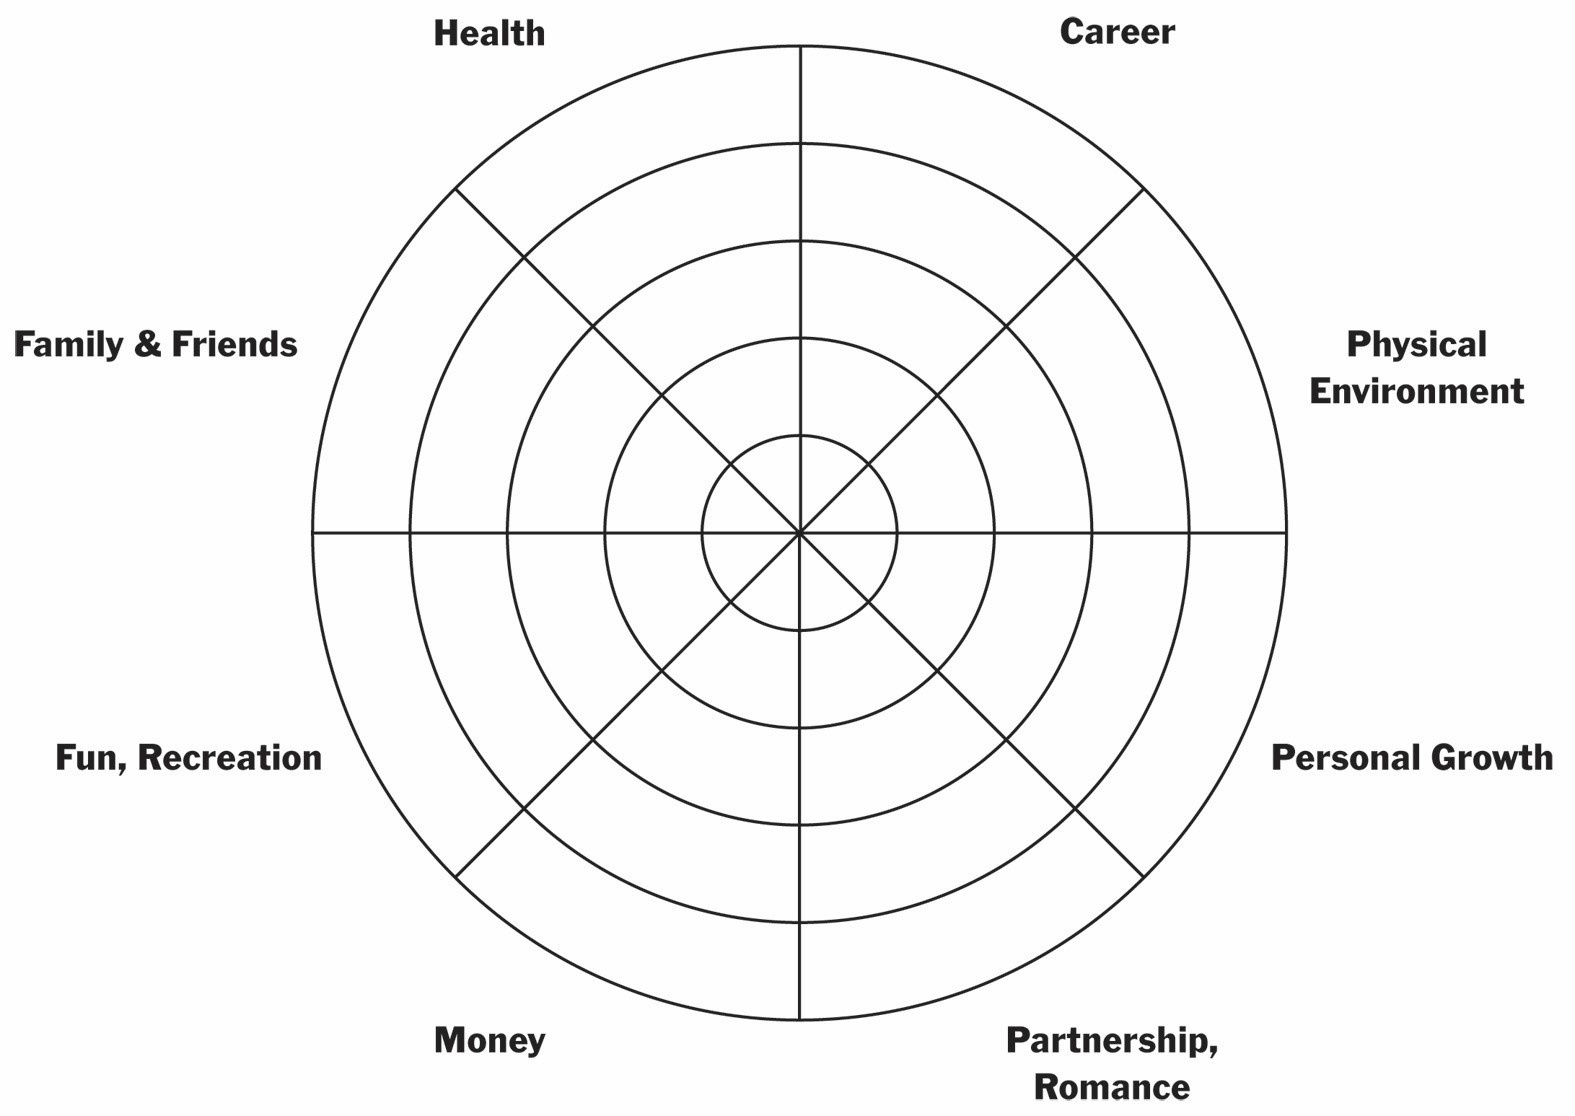 Health
Career
Family & Friends
Physical
Environment
Fun, Recreation
Personal Growth
Money
Partnership,
Romance